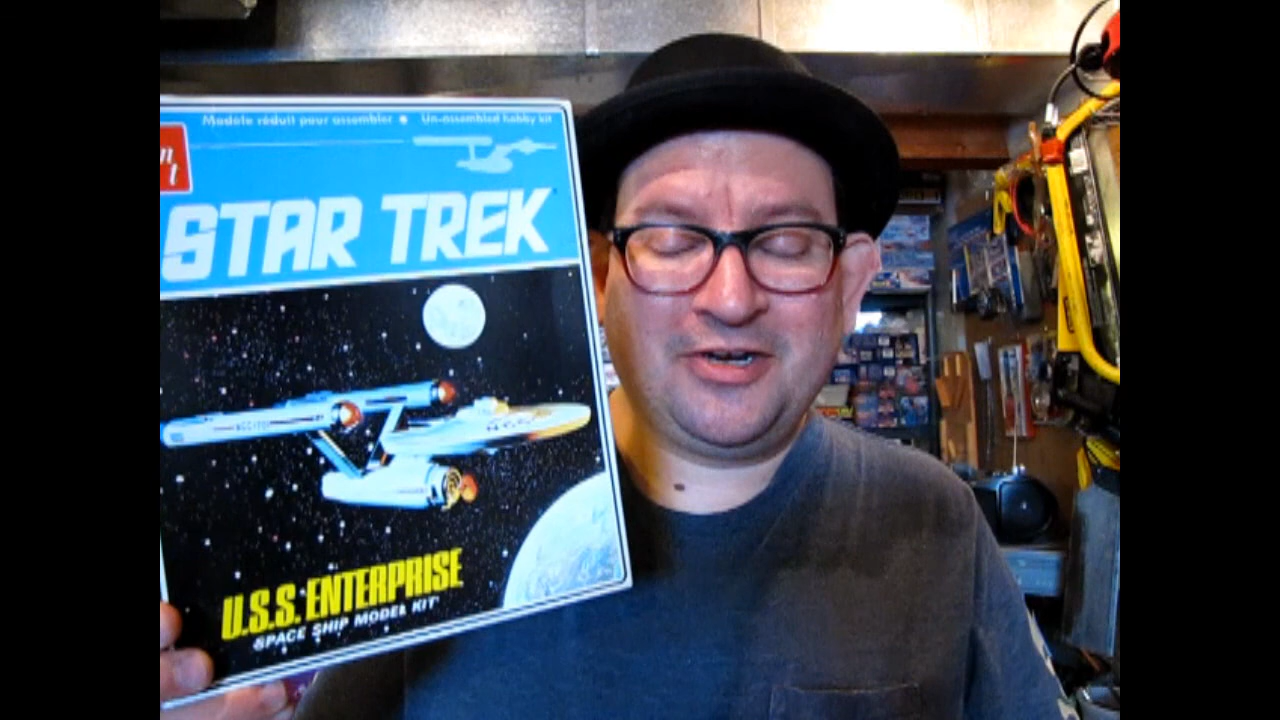 Modèle réduit pour assembler • Un-assembled hobby kit
STAR TREK
U.S.S. ENTERPRISE
SPACE SHIP MODEL KIT